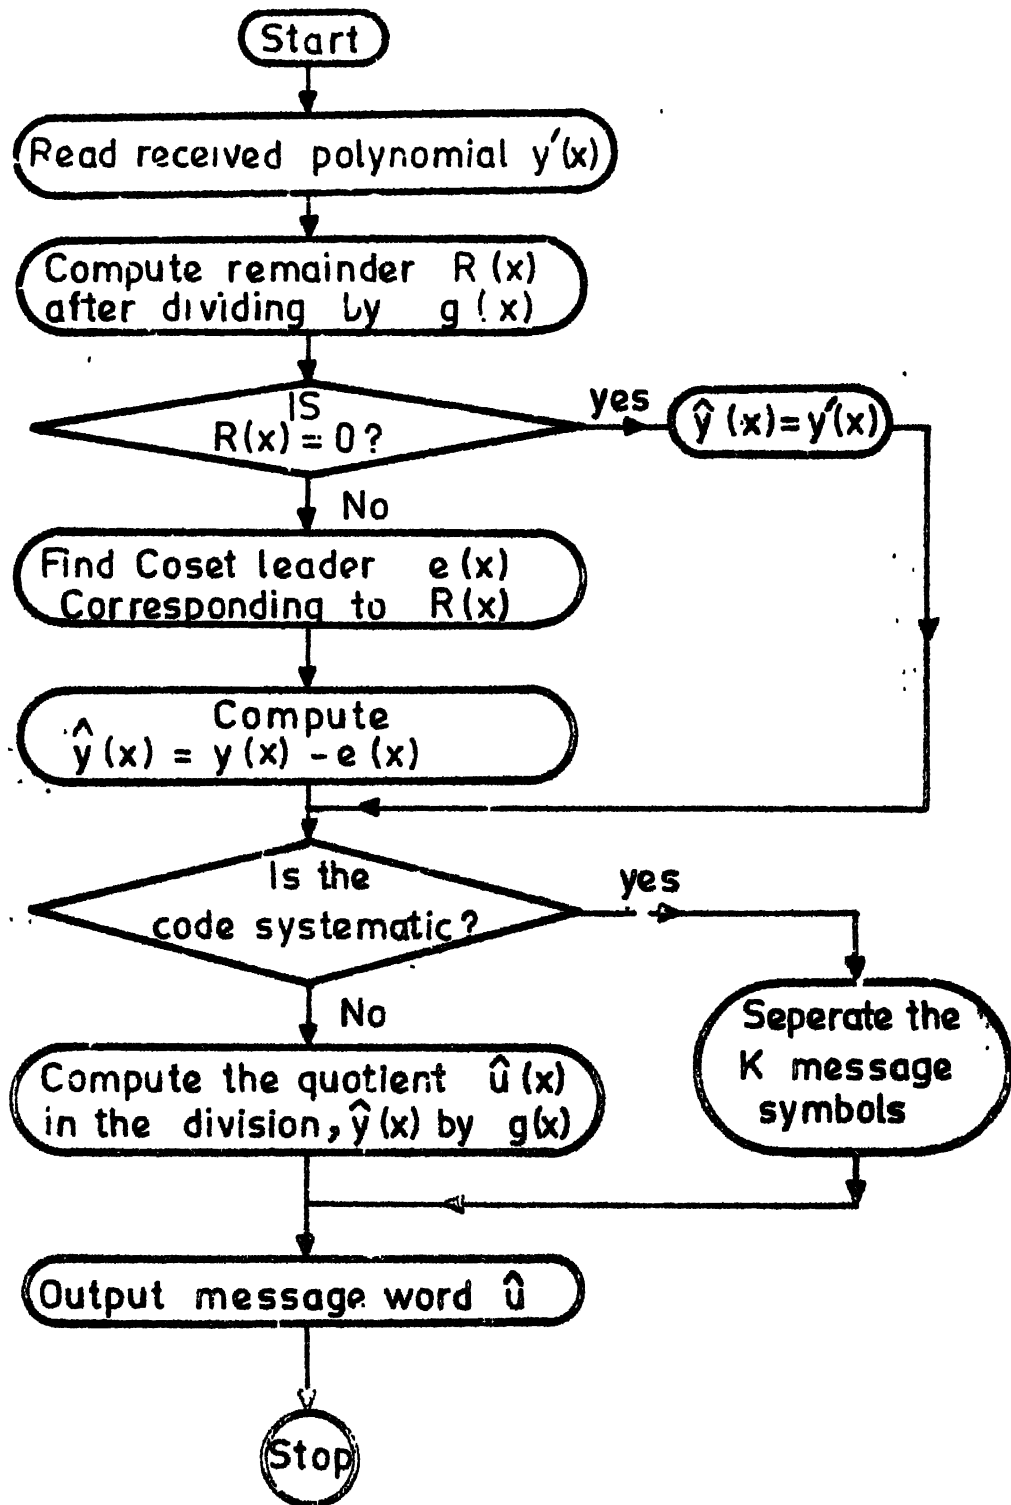 Start
Read received polynomial y′(x)
Compute remainder R(x)
after dividing by g(x)
IS
R(x) = 0?
yes
ŷ(x) = y′(x)
No
Find Coset leader e(x)
Corresponding to R(x)
Compute
ŷ(x) = y(x) - e(x)
Is the
code systematic?
yes
No
Seperate the
K message
symbols
Compute the quotient û(x)
in the division, ŷ(x) by g(x)
Output message word û
Stop